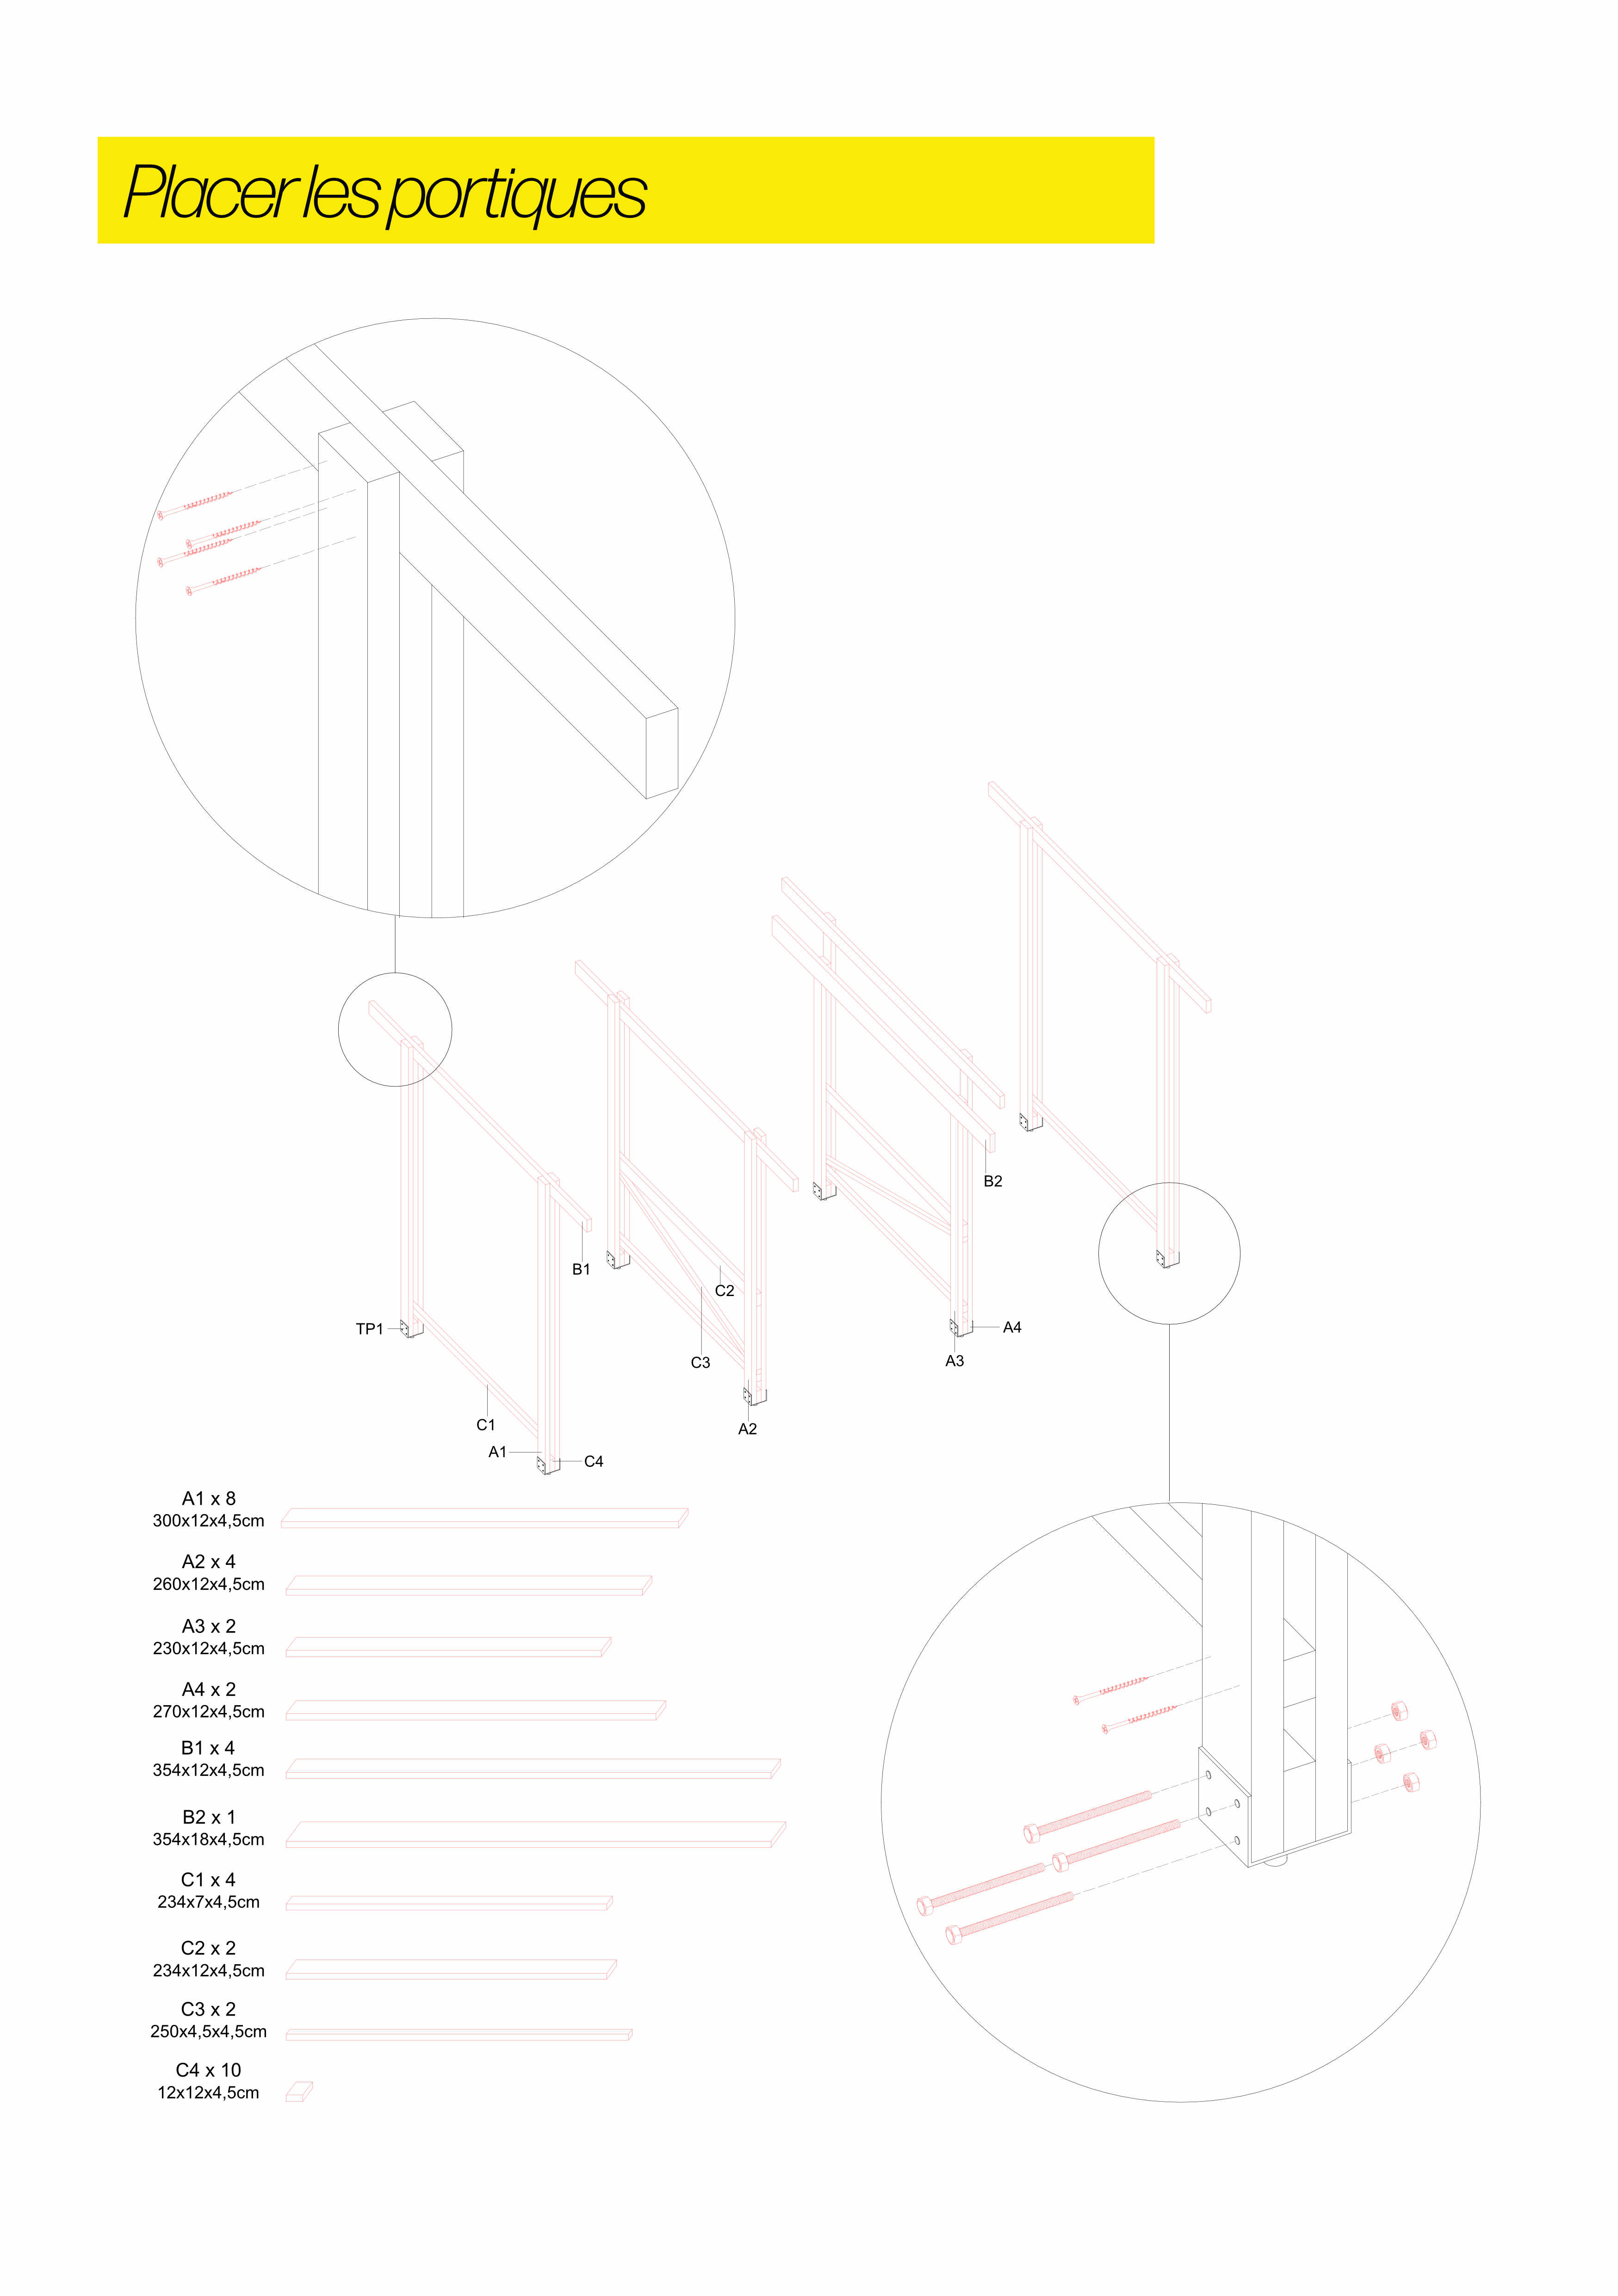 Placer les portiques
B1
B2
TP1
C2
C3
A4
A3
C1
A2
A1
C4
A1 x 8
300x12x4,5cm
A2 x 4
260x12x4,5cm
A3 x 2
230x12x4,5cm
A4 x 2
270x12x4,5cm
B1 x 4
354x12x4,5cm
B2 x 1
354x18x4,5cm
C1 x 4
234x7x4,5cm
C2 x 2
234x12x4,5cm
C3 x 2
250x4,5x4,5cm
C4 x 10
12x12x4,5cm